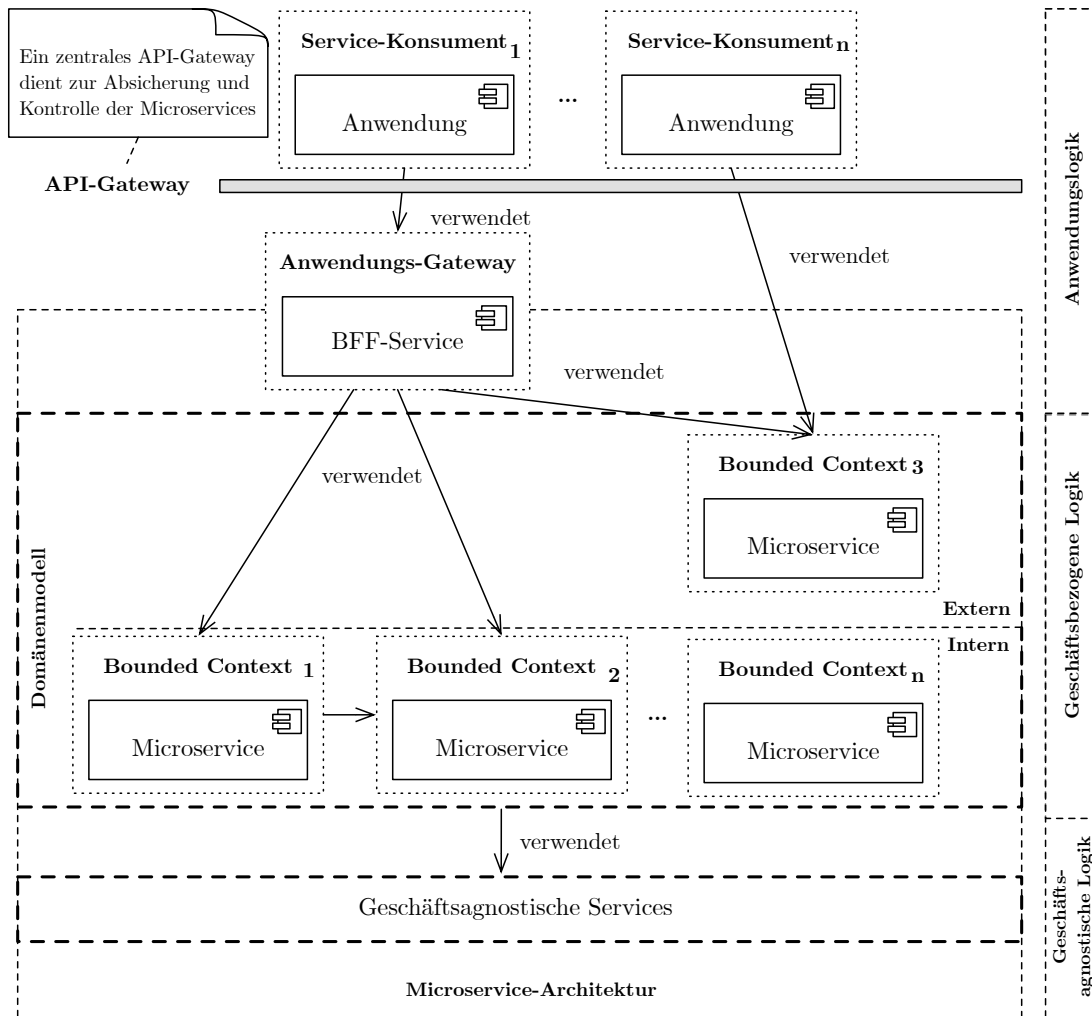 Ein zentrales API-Gateway
dient zur Absicherung und
Kontrolle der Microservices
Service-Konsument 1
Anwendung
...
Service-Konsument n
Anwendung
API-Gateway
verwendet
verwendet
Anwendungs-Gateway
BFF-Service
verwendet
verwendet
Bounded Context 3
Microservice
Extern
Intern
Domänenmodell
Bounded Context 1
Microservice
Bounded Context 2
Microservice
...
Bounded Context n
Microservice
verwendet
Geschäftsagnostische Services
Microservice-Architektur
Anwendungslogik
Geschäftsbezogene Logik
Geschäfts-
agnostische Logik